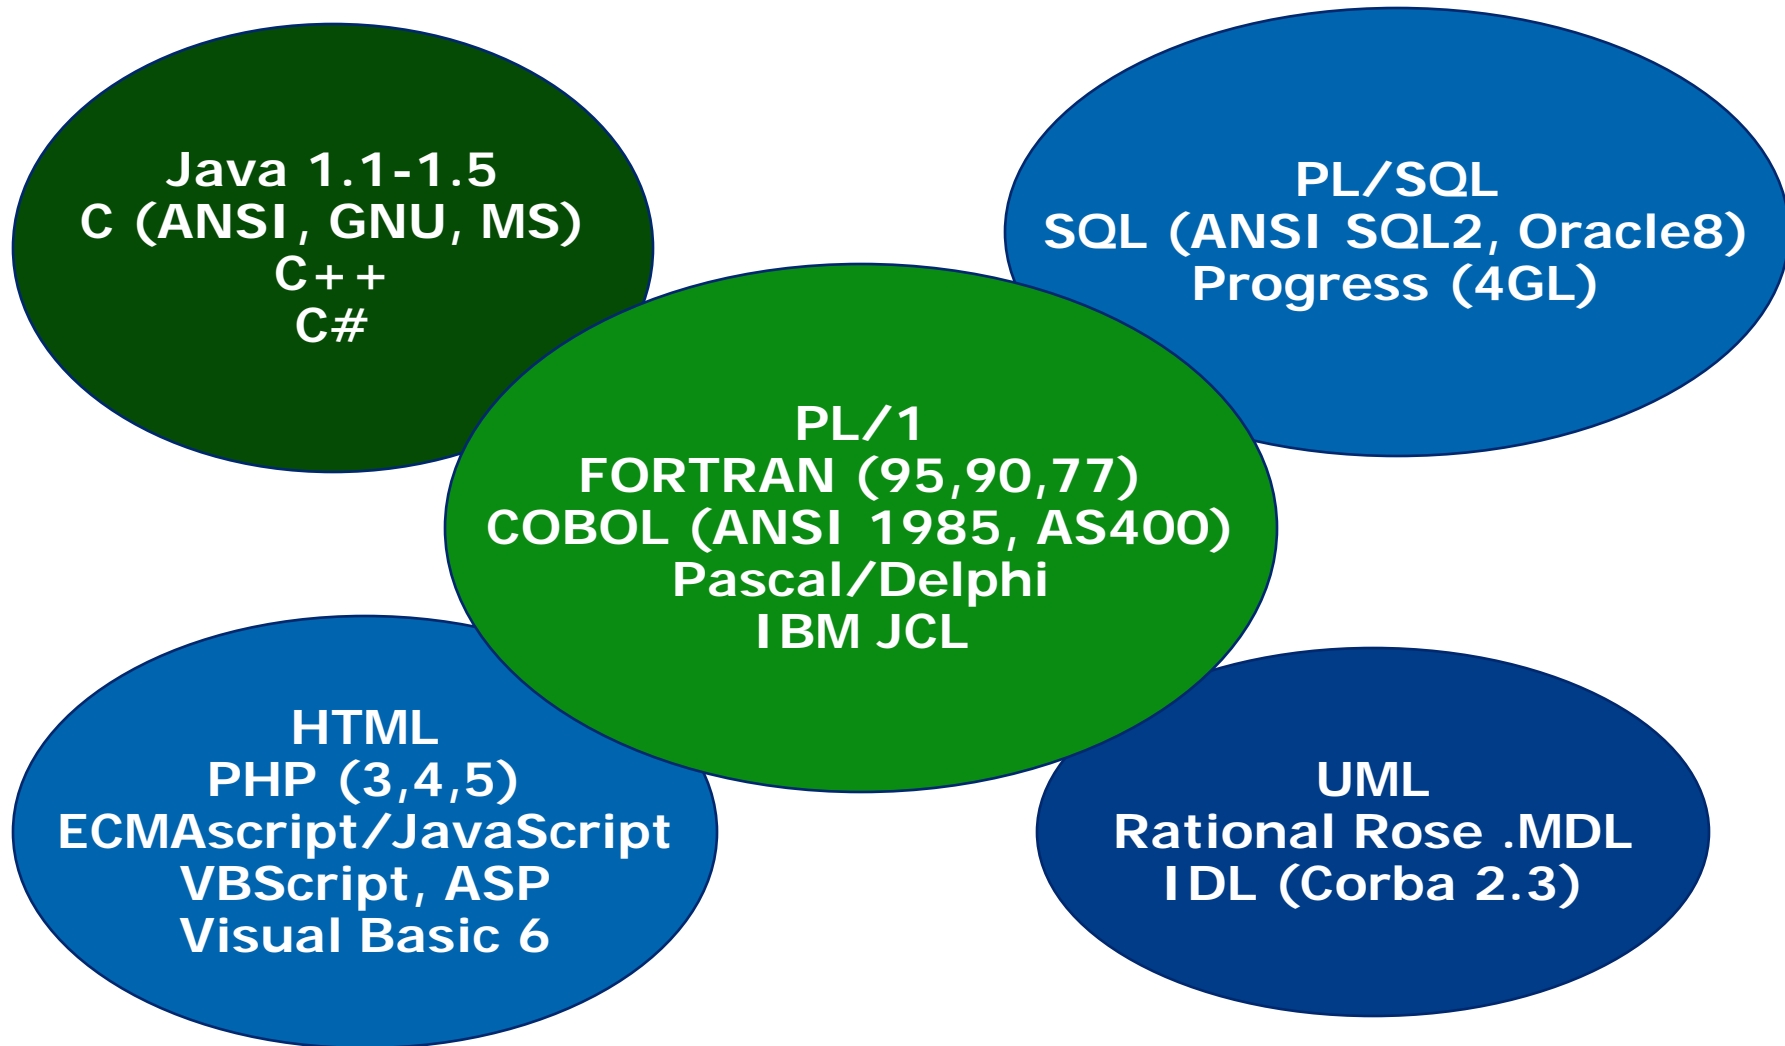 Java 1.1-1.5
C (ANSI, GNU, MS)
C++
C#
PL/SQL
SQL (ANSI SQL2, Oracle8)
Progress (4GL)
PL/1
FORTRAN (95,90,77)
COBOL (ANSI 1985, AS400)
Pascal/Delphi
IBM JCL
HTML
PHP (3,4,5)
ECMAscript/JavaScript
VBScript, ASP
Visual Basic 6
UML
Rational Rose .MDL
IDL (Corba 2.3)